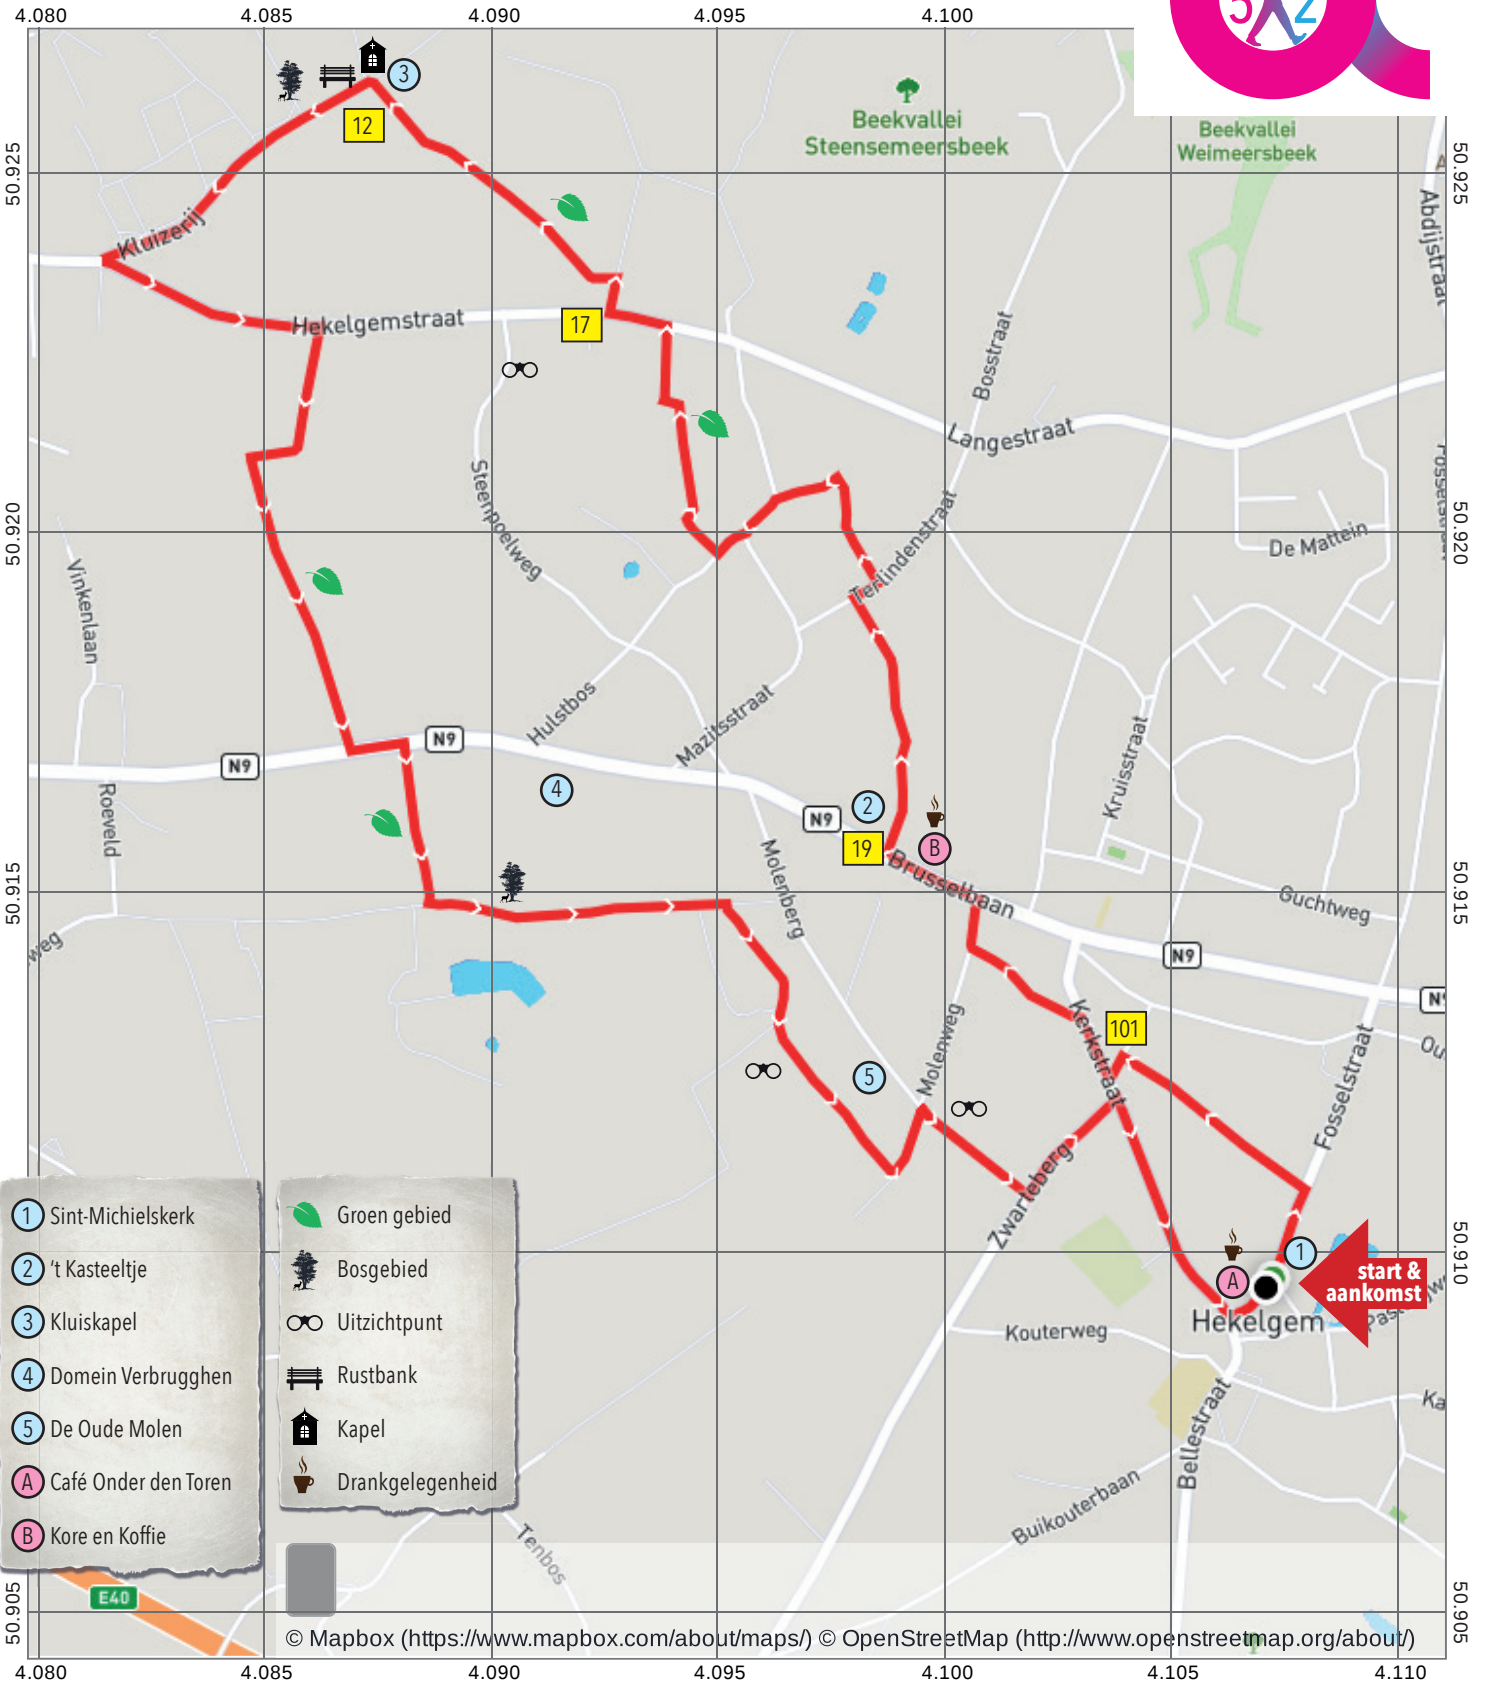 4.080
4.085
4.090
4.095
4.100
5 2
3
12
Beekvallei
Steensemeersbeek
Beekvallei
Weimeersbeek
50.925
50.925
Abdijstraat
Kluizerij
Hekelgemstraat
17
Bosstraat
Langestraat
Steenpoelweg
Terlindenstraat
50.920
50.920
De Mattein
Vinkenlaan
Hulstbos
Mazitsstraat
Kruisstraat
N9
N9
4
2
N9
B
19
Roeveld
Brusselbaan
Molenberg
50.915
50.915
Guchtweg
weg
N9
Kerkstraat
101
Molenweg
5
Fosselstraat
Ou
Zwarteberg
1
A
start &
aankomst
50.910
Hekelgem
Kouterweg
Bellestraat
Ka
Buikouterbaan
Tenbos
1 Sint-Michielskerk
2 't Kasteeltje
3 Kluiskapel
4 Domein Verbrugghen
5 De Oude Molen
A Café Onder den Toren
B Kore en Koffie
Groen gebied
Bosgebied
Uitzichtpunt
Rustbank
Kapel
Drankgelegenheid
E40
50.905
50.905
© Mapbox (https://www.mapbox.com/about/maps/) © OpenStreetMap (http://www.openstreetmap.org/about/)
4.080
4.085
4.090
4.095
4.100
4.105
4.110